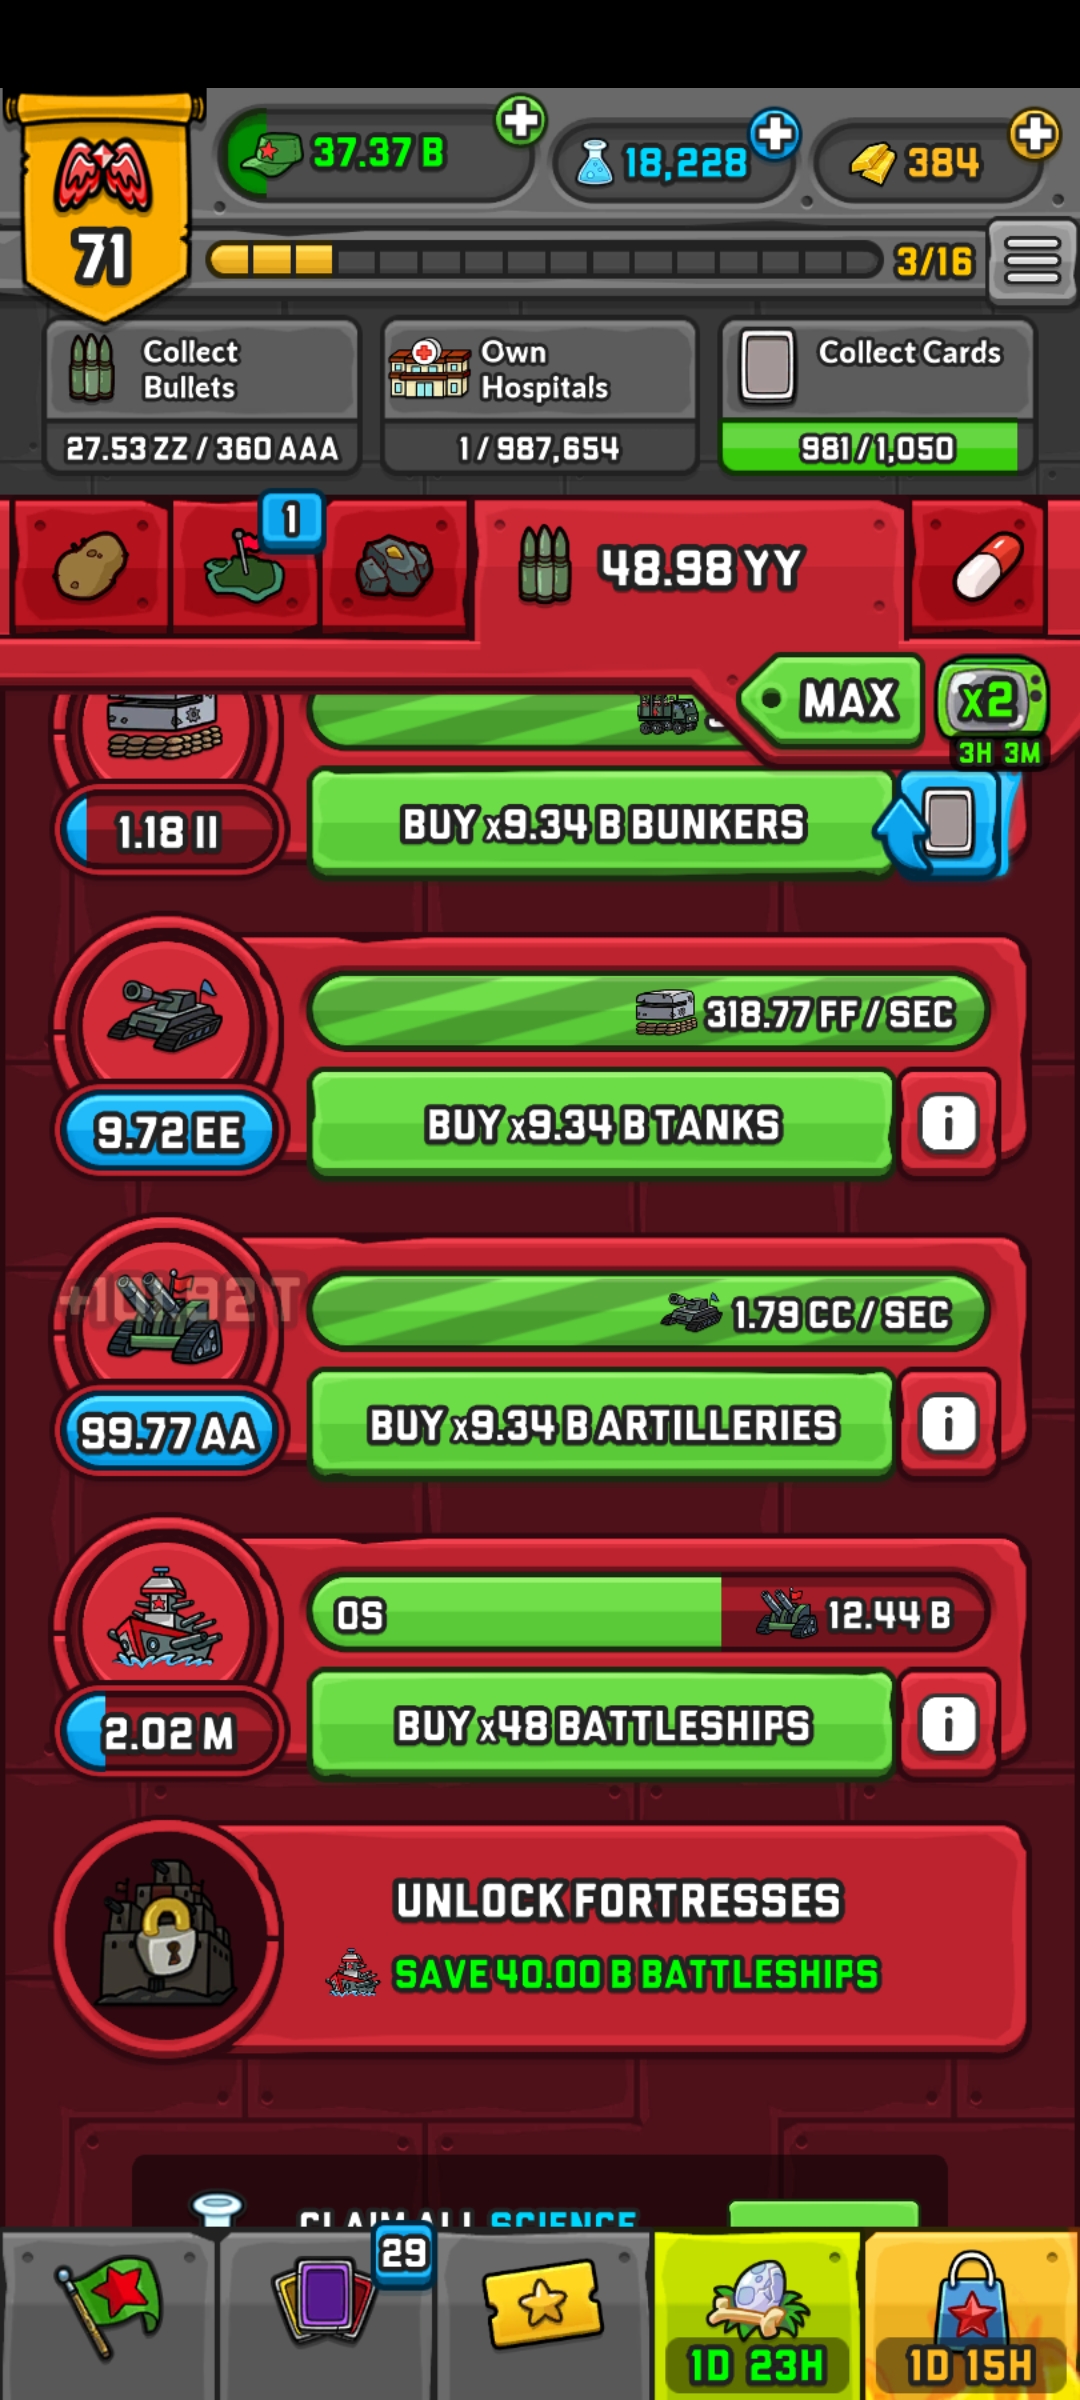 37.37 B
18,228
384
71
3/16
Collect
Bullets
27.53 ZZ / 360 AAA
Own
Hospitals
1 / 987,654
Collect Cards
981 / 1,050
1
48.98 YY
MAX
x2
3H 3M
1.18 II
BUY x9.34 B BUNKERS
318.77 FF / SEC
9.72 EE
BUY x9.34 B TANKS
i
1.79 CC / SEC
99.77 AA
BUY x9.34 B ARTILLERIES
i
0S
12.44 B
2.02 M
BUY x48 BATTLESHIPS
i
UNLOCK FORTRESSES
SAVE 40.00 B BATTLESHIPS
CLAIM ALL SCIENCE
29
1D 23H
1D 15H